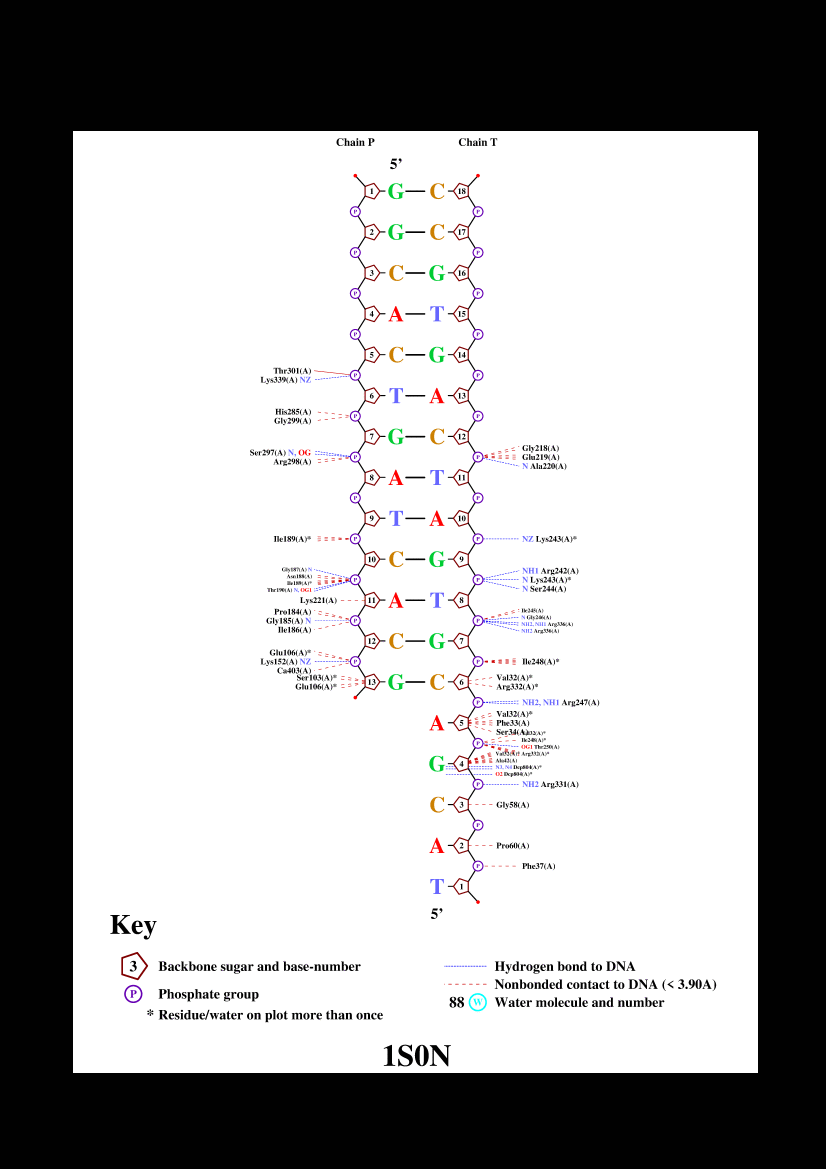 Chain P Chain T
5’
1 G C 18
P P
2 G C 17
P P
3 C G 16
P P
4 A T 15
P P
5 C G 14
Thr301(A)
Lys339(A) NZ
P P
6 T A 13
His285(A)
Gly299(A)
P P
7 G C 12
Ser297(A) N, OG
Arg298(A)
P P
Gly218(A)
Glu219(A)
N Ala220(A)
8 A T 11
P P
9 T A 10
Ile189(A)* P P NZ Lys243(A)*
10 C G 9
Gly187(A) N
Asn188(A)
Ile189(A)*
Thr190(A) N, OG1
P P
NH1 Arg242(A)
N Lys243(A)*
N Ser244(A)
Lys221(A) 11 A T 8
Pro184(A)
Gly185(A) N
Ile186(A)
P P
Ile245(A)
N Gly246(A)
NH2, NH1 Arg336(A)
NH2 Arg336(A)
12 C G 7
Glu106(A)*
Lys152(A) NZ
Ca403(A)
P P Ile248(A)*
Ser103(A)*
Glu106(A)*
13 G C 6
Val32(A)*
Arg332(A)*
P NH2, NH1 Arg247(A)
A 5
Val32(A)*
Phe33(A)
Ser34(A)
P
Ile248(A)*
OG1 Thr250(A)
Arg332(A)*
Ala42(A)
G 4
N3, N4 Dcp804(A)*
O2 Dcp804(A)*
P NH2 Arg331(A)
C 3 Gly58(A)
P
A 2 Pro60(A)
P Phe37(A)
T 1
5’
Key
3 Backbone sugar and base-number
P Phosphate group
* Residue/water on plot more than once
Hydrogen bond to DNA
Nonbonded contact to DNA (< 3.90A)
88 W Water molecule and number
1S0N